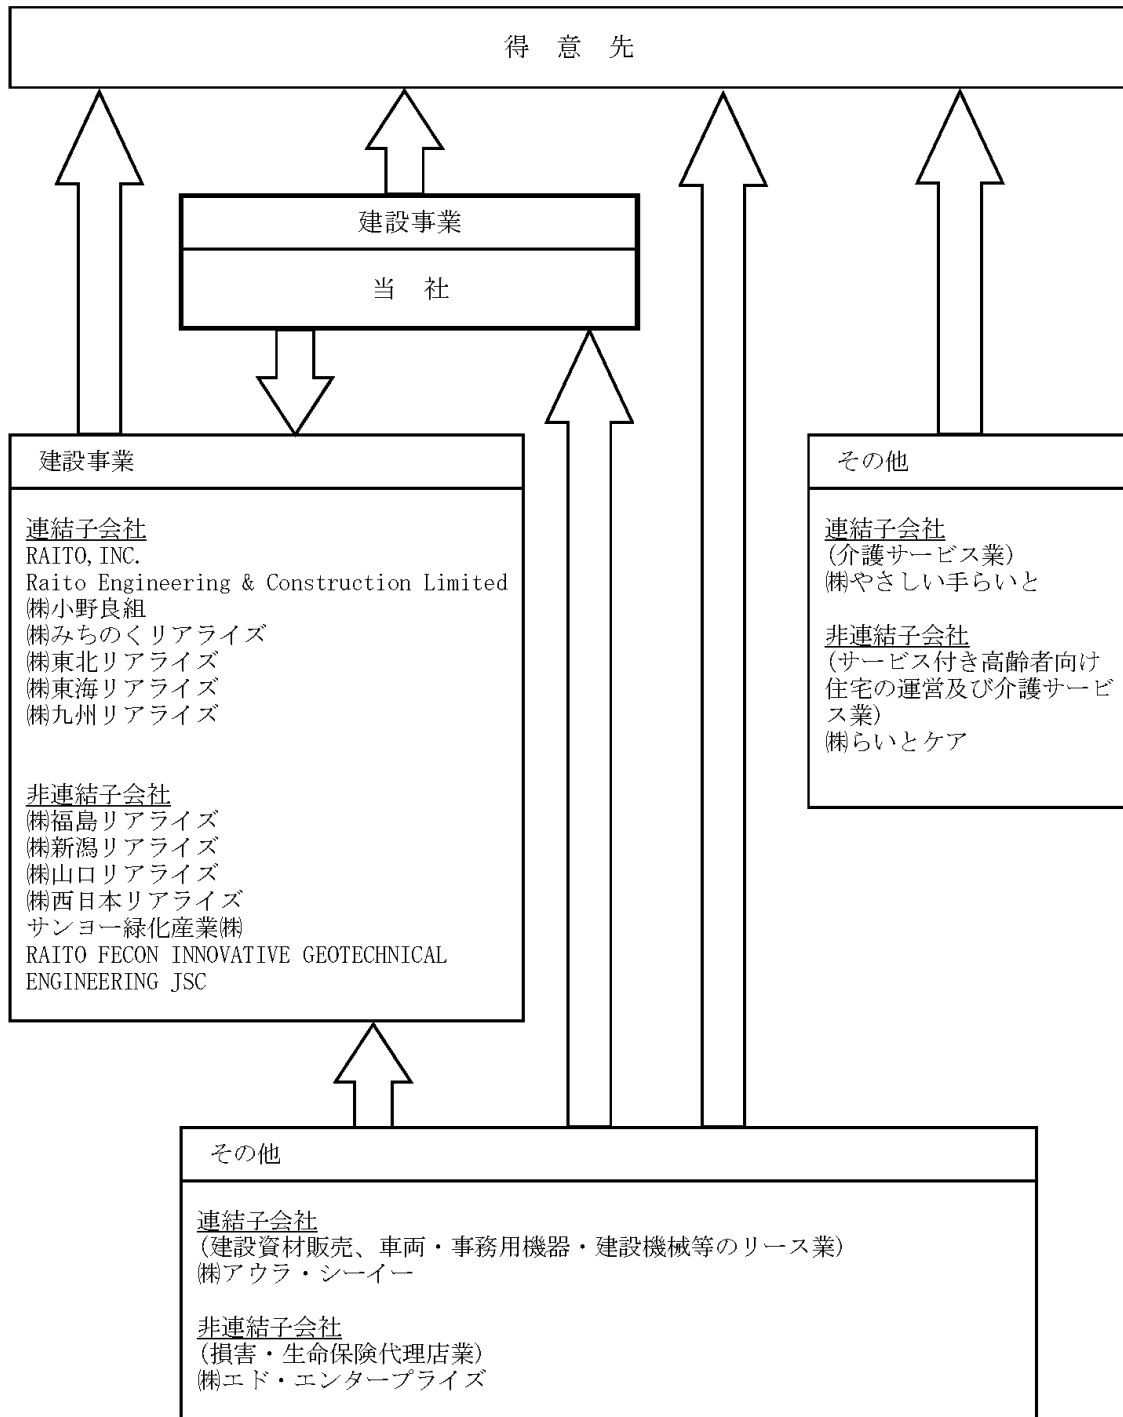 得 意 先
建設事業
当 社
建設事業
連結子会社
RAITO,INC.
Raito Engineering & Construction Limited
㈱小野良組
㈱みちのくリアライズ
㈱東北リアライズ
㈱東海リアライズ
㈱九州リアライズ
非連結子会社
㈱福島リアライズ
㈱新潟リアライズ
㈱山口リアライズ
㈱西日本リアライズ
サンヨー緑化産業㈱
RAITO FECON INNOVATIVE GEOTECHNICAL
ENGINEERING JSC
その他
連結子会社
(介護サービス業)
㈱やさしい手らいと
非連結子会社
(サービス付き高齢者向け
住宅の運営及び介護サービ
ス業)
㈱らいとケア
その他
連結子会社
(建設資材販売、車両・事務用機器・建設機械等のリース業)
㈱アウラ・シーイー
非連結子会社
(損害・生命保険代理店業)
㈱エド・エンタープライズ